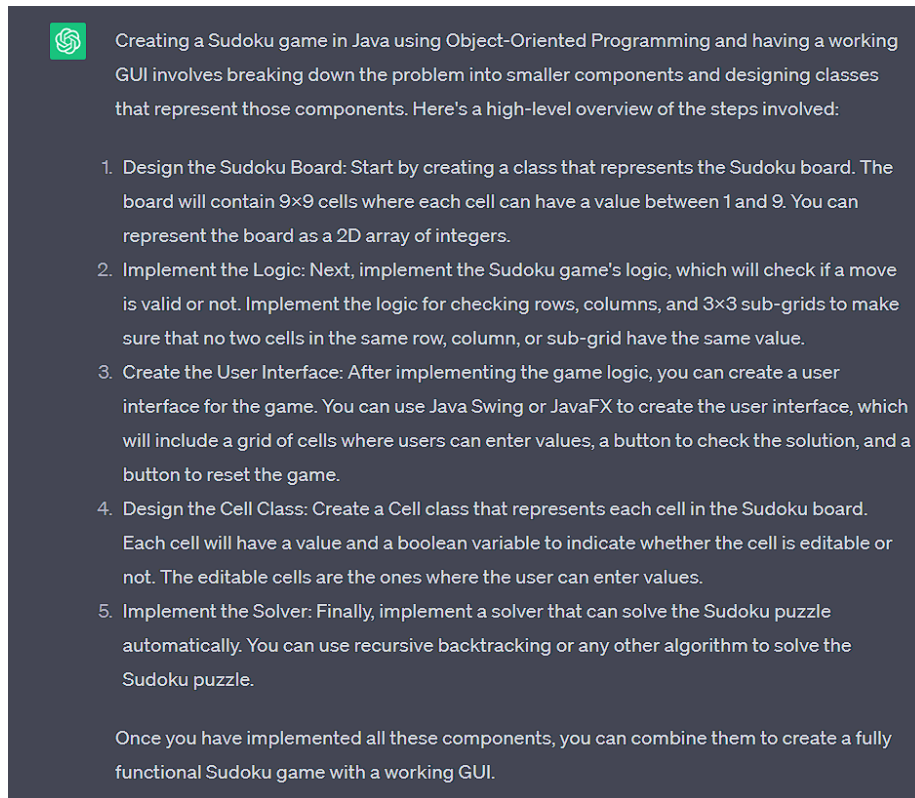 Creating a Sudoku game in Java using Object-Oriented Programming and having a working
GUI involves breaking down the problem into smaller components and designing classes
that represent those components. Here's a high-level overview of the steps involved:
1. Design the Sudoku Board: Start by creating a class that represents the Sudoku board. The
board will contain 9×9 cells where each cell can have a value between 1 and 9. You can
represent the board as a 2D array of integers.
2. Implement the Logic: Next, implement the Sudoku game's logic, which will check if a move
is valid or not. Implement the logic for checking rows, columns, and 3×3 sub-grids to make
sure that no two cells in the same row, column, or sub-grid have the same value.
3. Create the User Interface: After implementing the game logic, you can create a user
interface for the game. You can use Java Swing or JavaFX to create the user interface, which
will include a grid of cells where users can enter values, a button to check the solution, and a
button to reset the game.
4. Design the Cell Class: Create a Cell class that represents each cell in the Sudoku board.
Each cell will have a value and a boolean variable to indicate whether the cell is editable or
not. The editable cells are the ones where the user can enter values.
5. Implement the Solver: Finally, implement a solver that can solve the Sudoku puzzle
automatically. You can use recursive backtracking or any other algorithm to solve the
Sudoku puzzle.
Once you have implemented all these components, you can combine them to create a fully
functional Sudoku game with a working GUI.